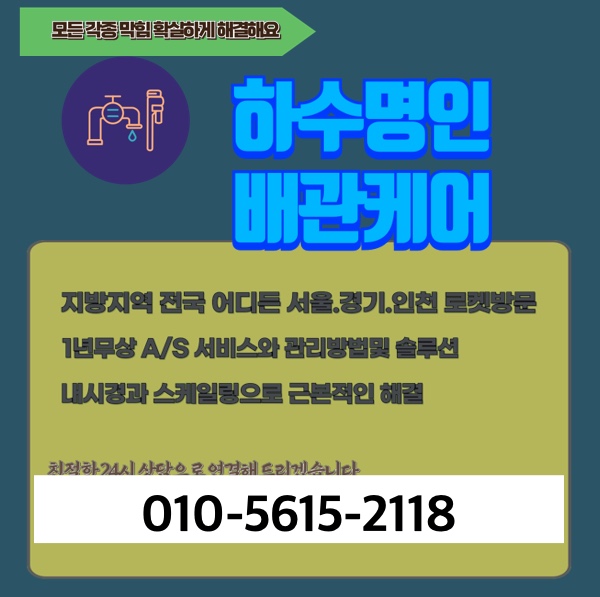 모든 각종 막힘 확실하게 해결해요
하수명인
배관케어
지방지역 전국 어디든 서울.경기.인천 로켓방문
1년무상 A/S 서비스와 관리방법및 솔루션
내시경과 스케일링으로 근본적인 해결
친절한 24시 상담으로 연결해 드리겠습니다
010-5615-2118